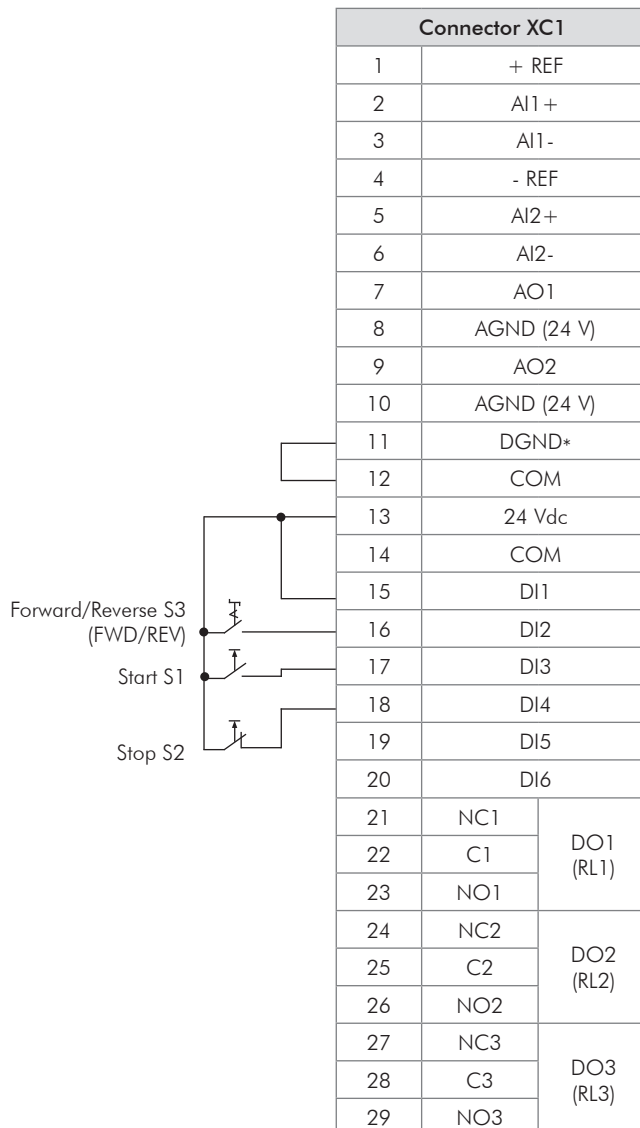 Connector XC1
1 + REF
2 AI1+
3 AI1-
4 - REF
5 AI2+
6 AI2-
7 AO1
8 AGND (24 V)
9 AO2
10 AGND (24 V)
11 DGND*
12 COM
13 24 Vdc
14 COM
15 DI1
Forward/Reverse S3
(FWD/REV)
16 DI2
Start S1
17 DI3
18 DI4
Stop S2
19 DI5
20 DI6
21 NC1
22 C1
23 NO1
DO1
(RL1)
24 NC2
25 C2
26 NO2
DO2
(RL2)
27 NC3
28 C3
29 NO3
DO3
(RL3)